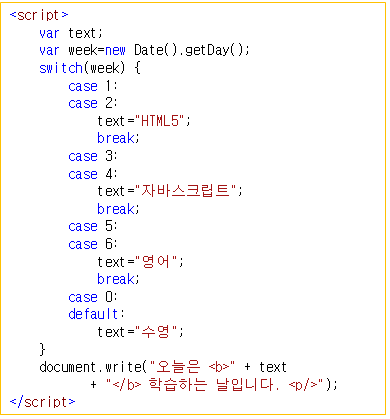 <script>
    var text;
    var week=new Date().getDay();
    switch(week) {
        case 1:
        case 2:
            text="HTML5";
            break;
        case 3:
        case 4:
            text="자바스크립트";
            break;
        case 5:
        case 6:
            text="영어";
            break;
        case 0:
        default:
            text="수영";
    }
    document.write("오늘은 <b>" + text
           + "</b> 학습하는 날입니다. <p/>");
</script>